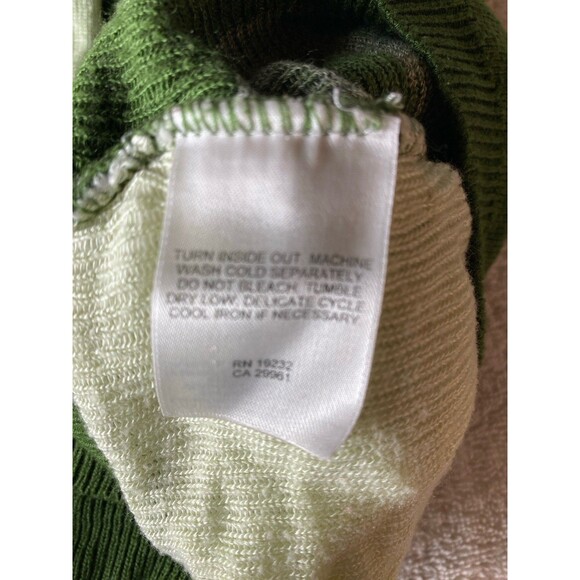 TURN INSIDE OUT. MACHINE
WASH COLD SEPARATELY
DO NOT BLEACH, TUMBLE
DRY LOW, DELICATE CYCLE
COOL IRON IF NECESSARY
RN 19232
CA 29961